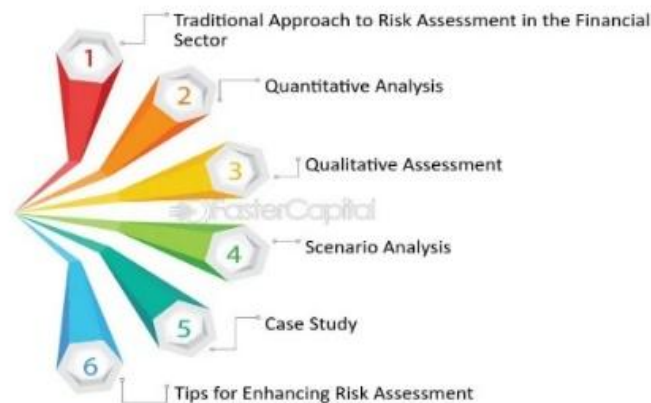 1
Traditional Approach to Risk Assessment in the Financial
Sector
2
Quantitative Analysis
3
Qualitative Assessment
FasterCapital
4
Scenario Analysis
5
Case Study
6
Tips for Enhancing Risk Assessment